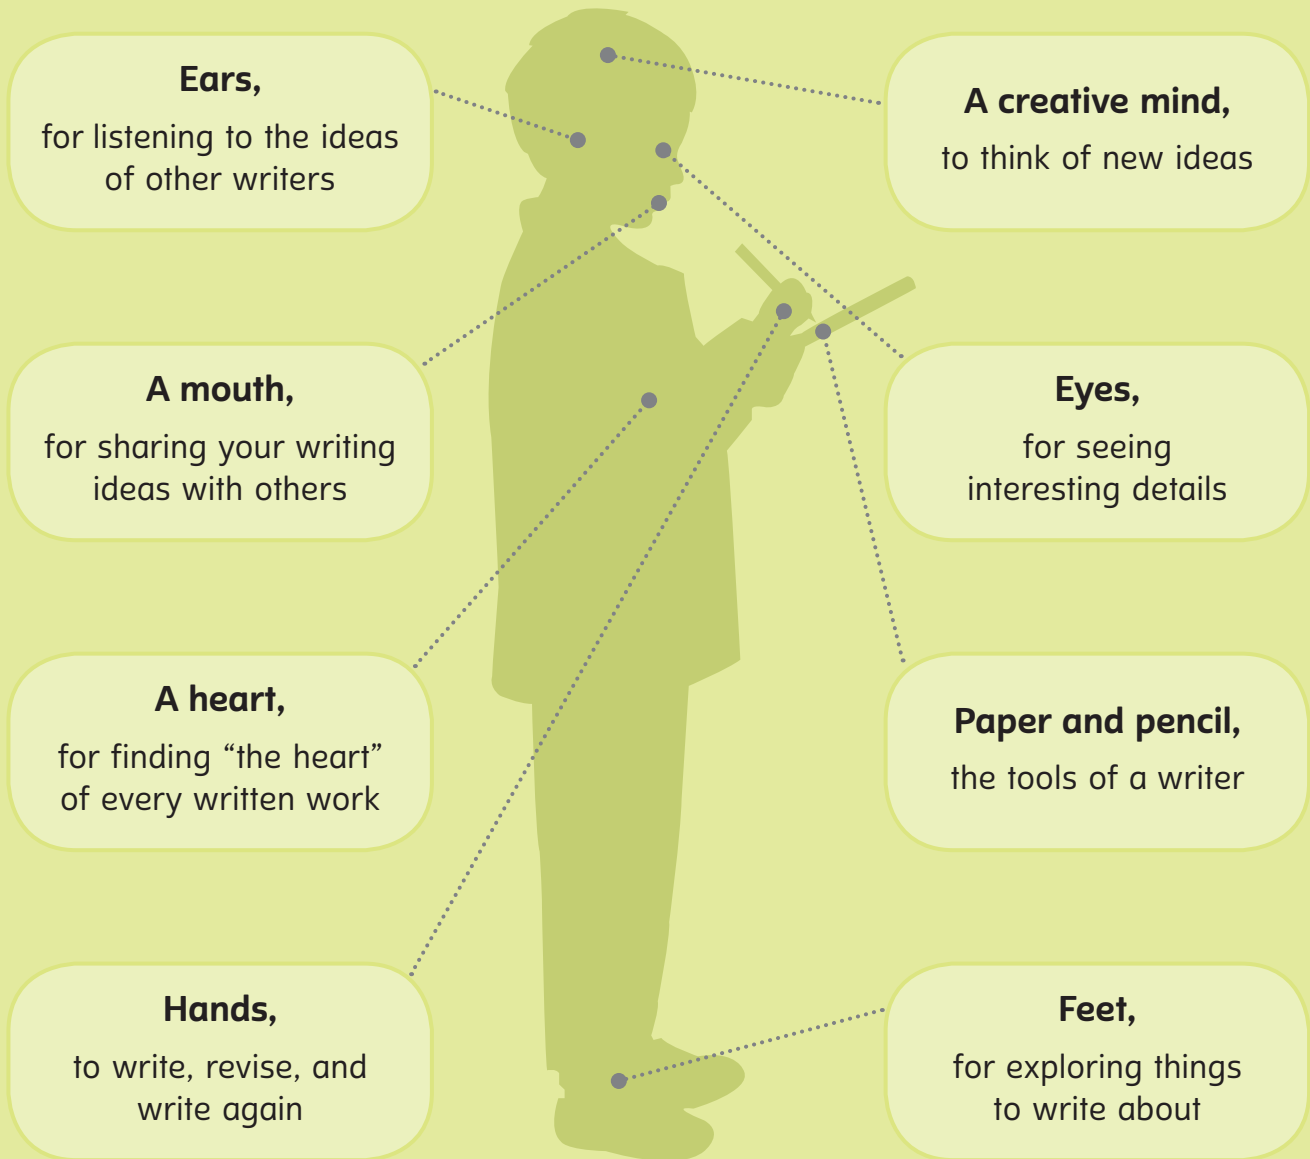 Ears,
for listening to the ideas
of other writers
A creative mind,
to think of new ideas
A mouth,
for sharing your writing
ideas with others
Eyes,
for seeing
interesting details
A heart,
for finding “the heart”
of every written work
Paper and pencil,
the tools of a writer
Hands,
to write, revise, and
write again
Feet,
for exploring things
to write about